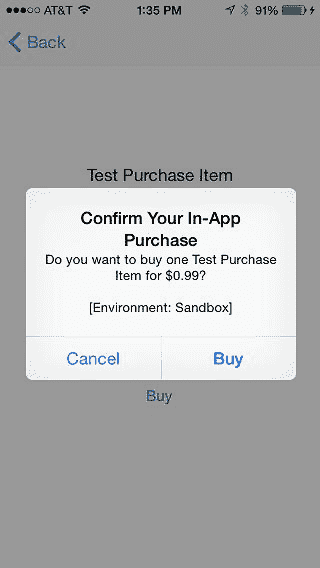 AT&T 1:35 PM 91%
Back
Test Purchase Item
Confirm Your In-App
Purchase
Do you want to buy one Test Purchase
Item for $0.99?
[Environment: Sandbox]
Cancel Buy
Buy